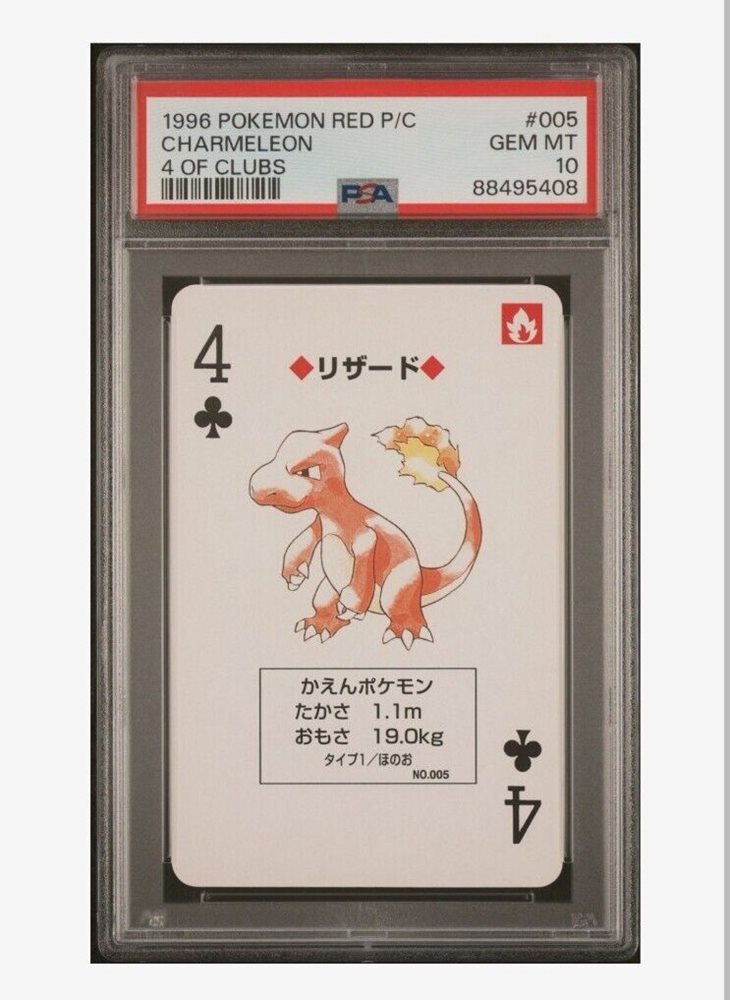 1996 POKEMON RED P/C #005
CHARMELEON GEM MT
4 OF CLUBS 10
PSA 88495408
4
◆リザード◆
かえんポケモン
たかさ 1.1m
おもさ 19.0kg
タイプ1/ほのお
NO.005
4